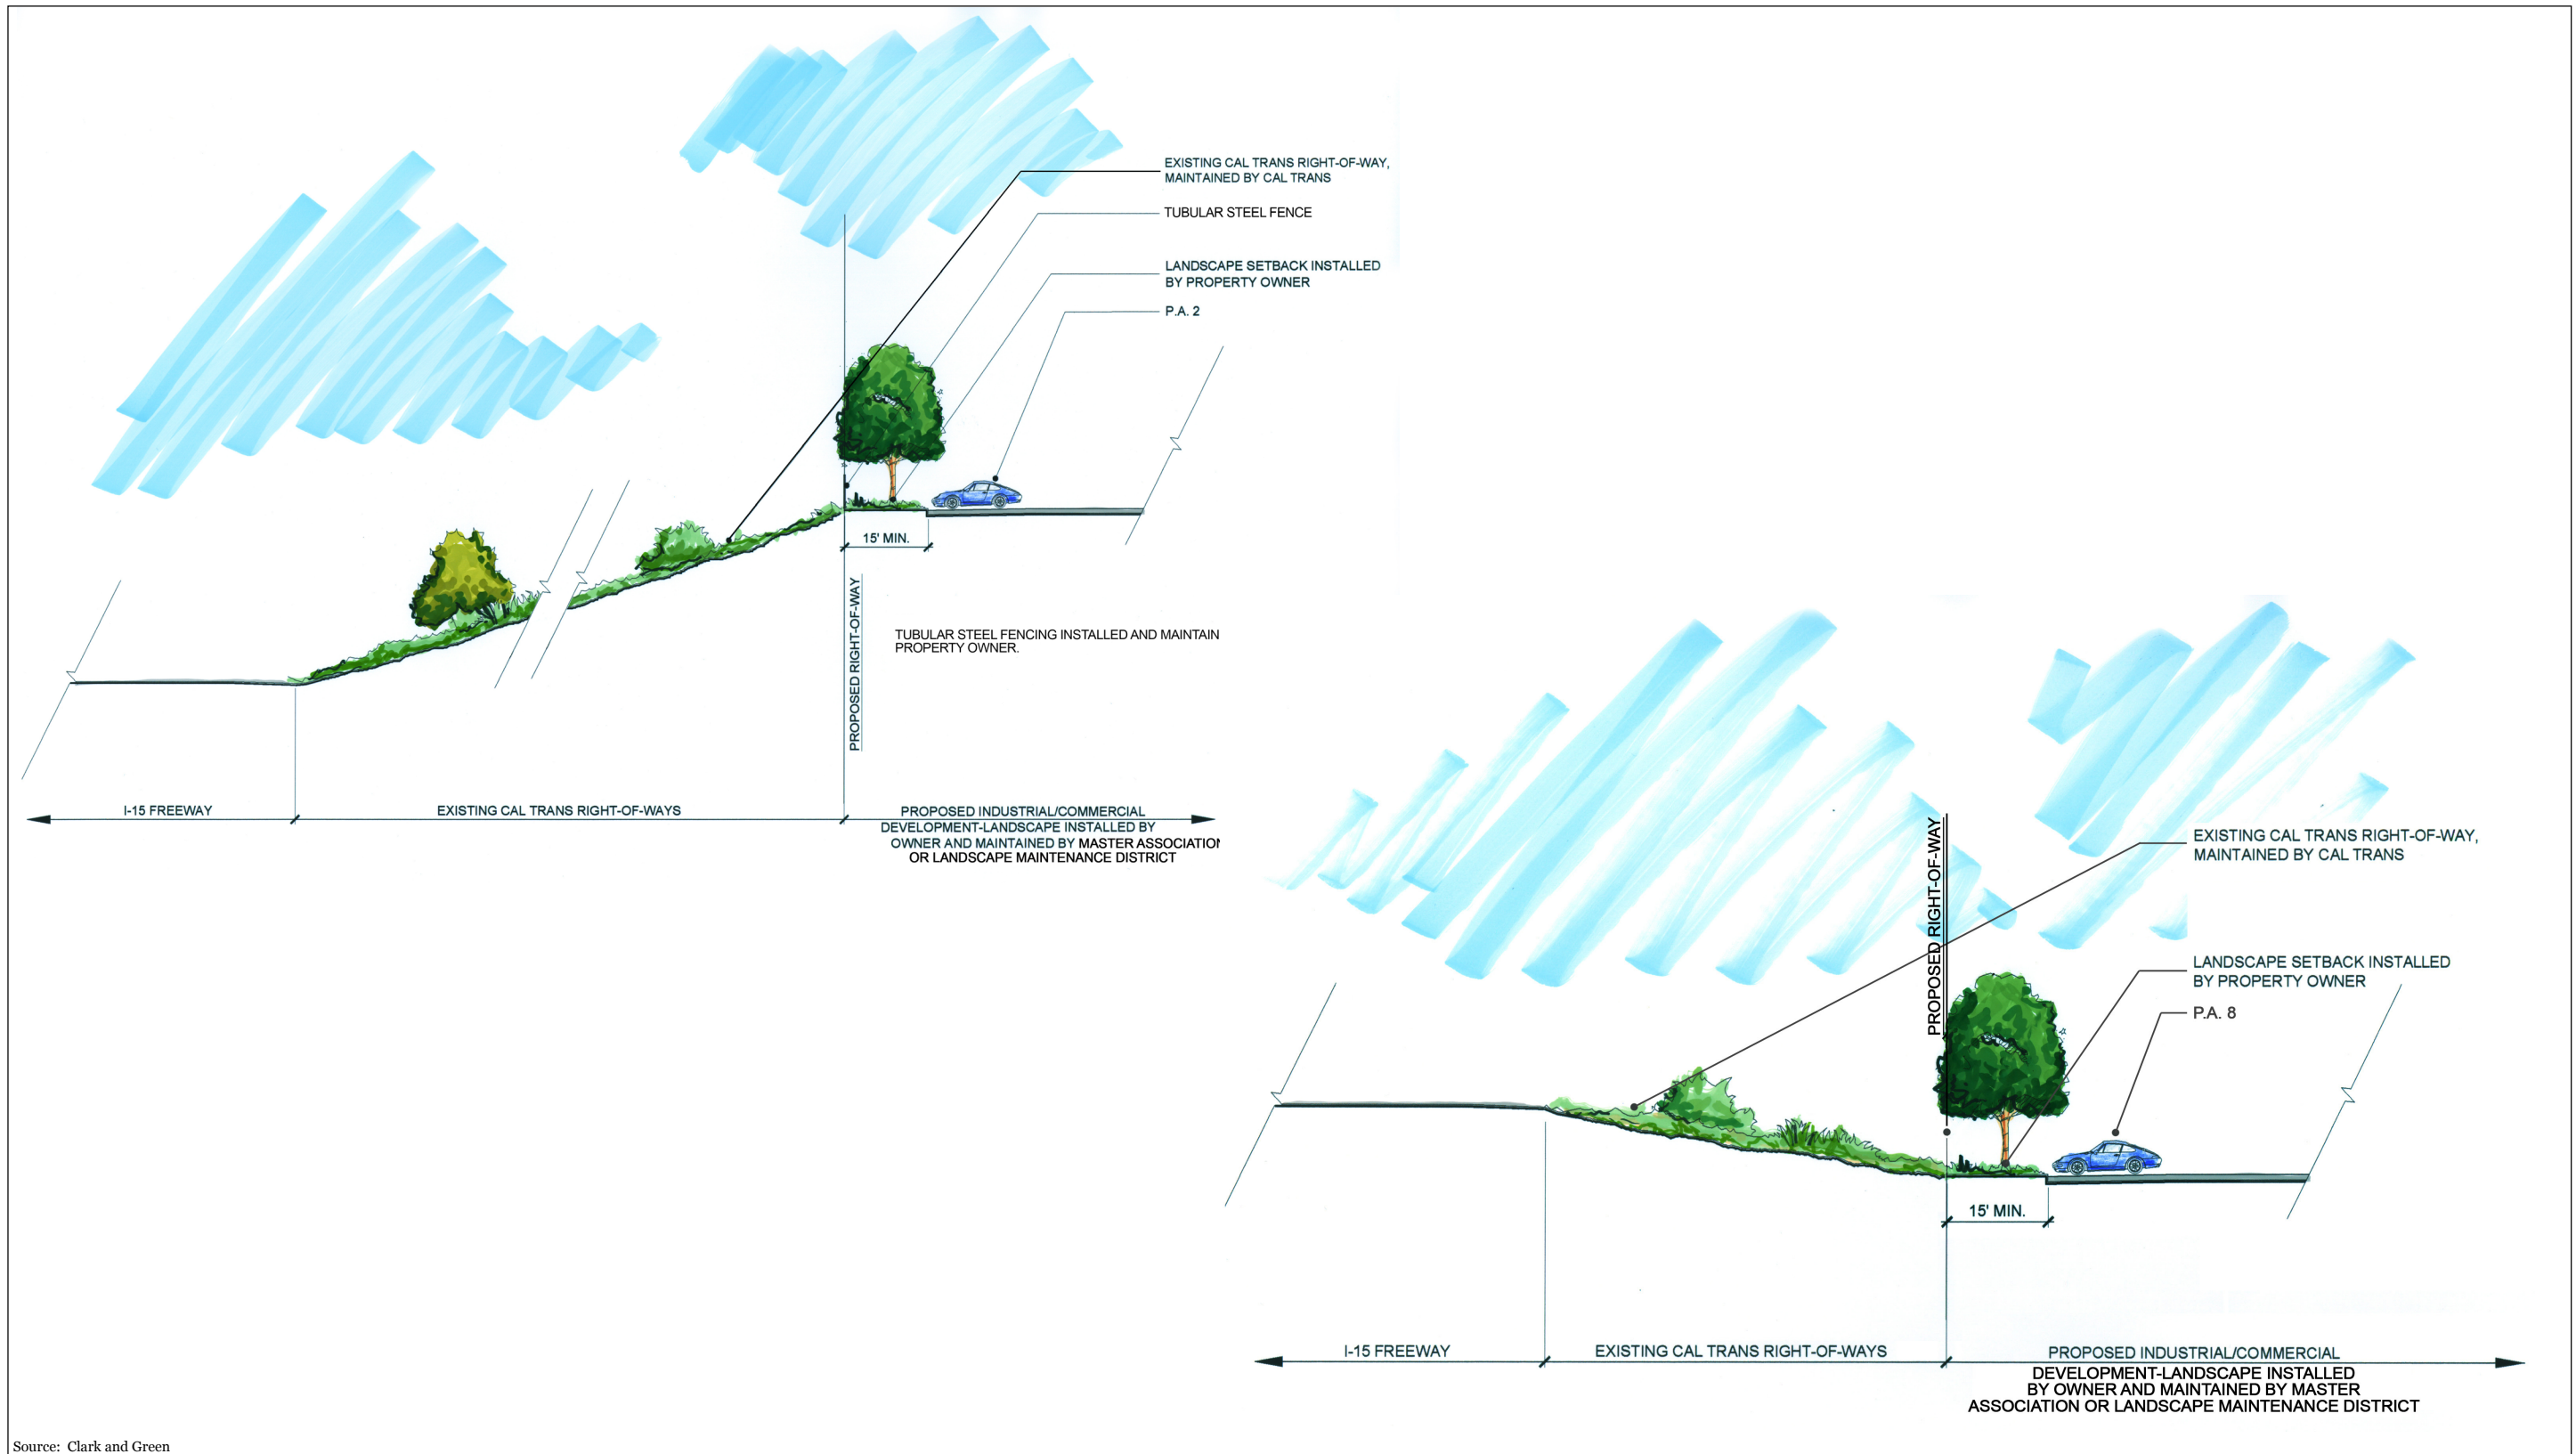 EXISTING CAL TRANS RIGHT-OF-WAY,
MAINTAINED BY CAL TRANS
TUBULAR STEEL FENCE
LANDSCAPE SETBACK INSTALLED
BY PROPERTY OWNER
P.A. 2
15' MIN.
PROPOSED RIGHT-OF-WAY
TUBULAR STEEL FENCING INSTALLED AND MAINTAIN
PROPERTY OWNER.
I-15 FREEWAY
EXISTING CAL TRANS RIGHT-OF-WAYS
PROPOSED INDUSTRIAL/COMMERCIAL
DEVELOPMENT-LANDSCAPE INSTALLED BY
OWNER AND MAINTAINED BY MASTER ASSOCIATION
OR LANDSCAPE MAINTENANCE DISTRICT
PROPOSED RIGHT-OF-WAY
EXISTING CAL TRANS RIGHT-OF-WAY,
MAINTAINED BY CAL TRANS
LANDSCAPE SETBACK INSTALLED
BY PROPERTY OWNER
P.A. 8
15' MIN.
I-15 FREEWAY
EXISTING CAL TRANS RIGHT-OF-WAYS
PROPOSED INDUSTRIAL/COMMERCIAL
DEVELOPMENT-LANDSCAPE INSTALLED
BY OWNER AND MAINTAINED BY MASTER
ASSOCIATION OR LANDSCAPE MAINTENANCE DISTRICT
Source: Clark and Green